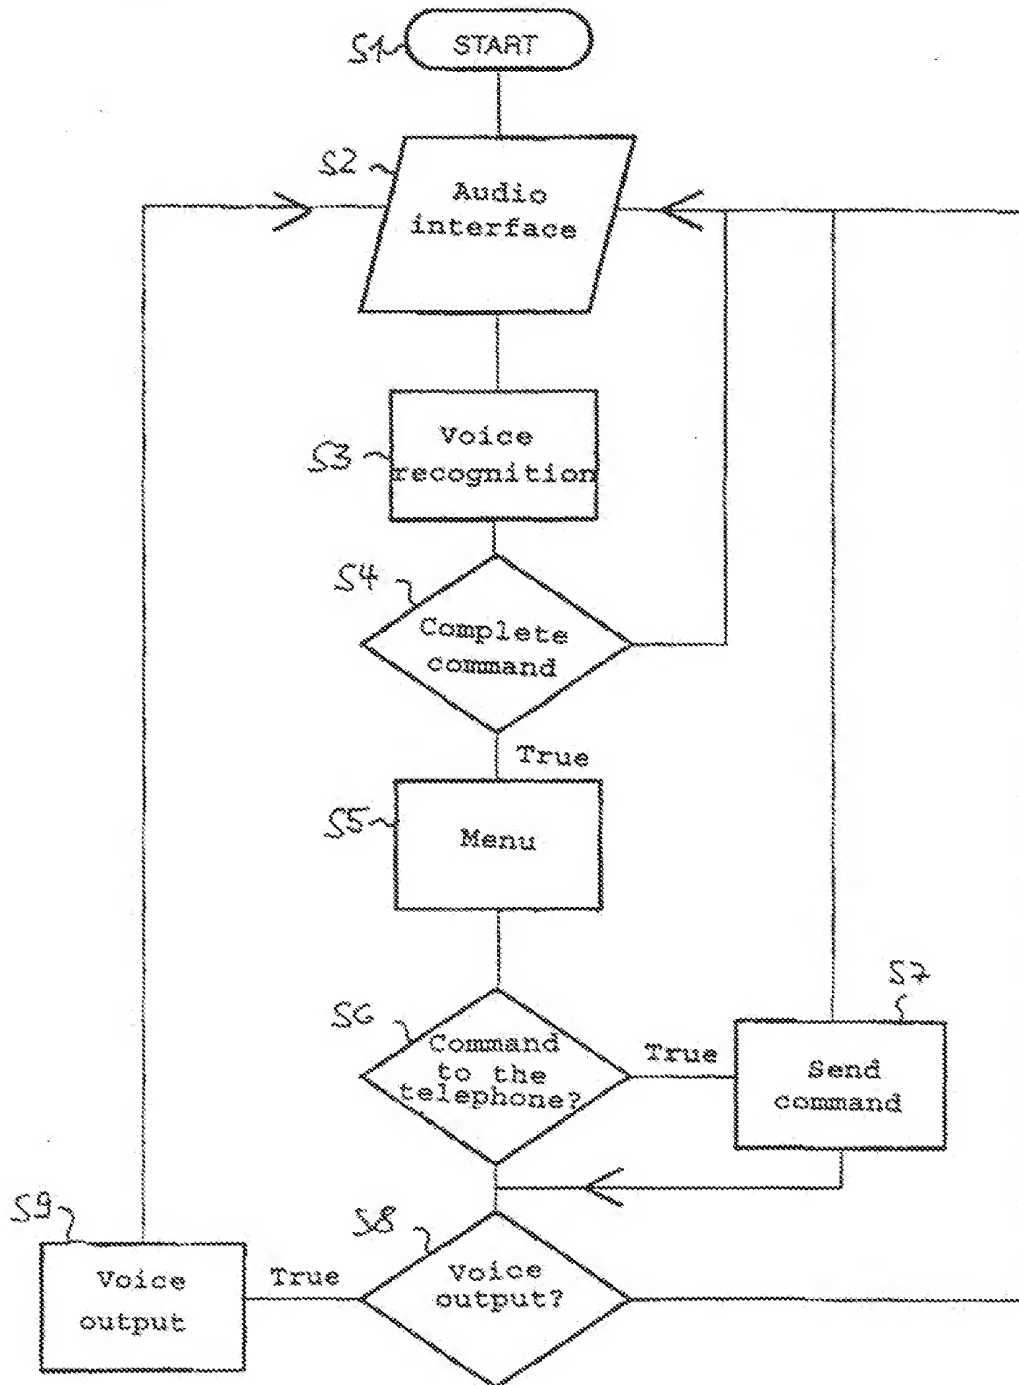 S1
START
S2
Audio
interface
S3
Voice
recognition
S4
Complete
command
True
S5
Menu
S6
Command
to the
telephone?
True
S7
Send
command
S8
Voice
output?
True
S9
Voice
output